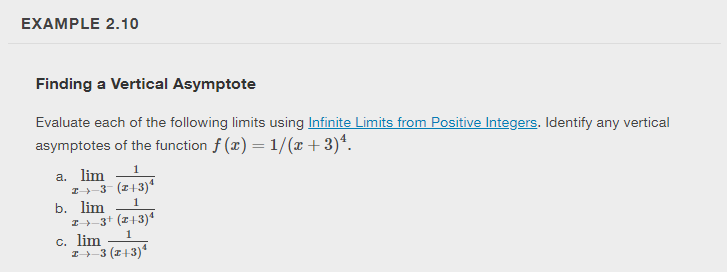 EXAMPLE 2.10
Finding a Vertical Asymptote
Evaluate each of the following limits using Infinite Limits from Positive Integers. Identify any vertical
asymptotes of the function f (x) = 1/(x + 3)⁴.
a. lim x→−3⁻ 1/(x+3)⁴
b. lim x→−3⁺ 1/(x+3)⁴
c. lim x→−3 1/(x+3)⁴